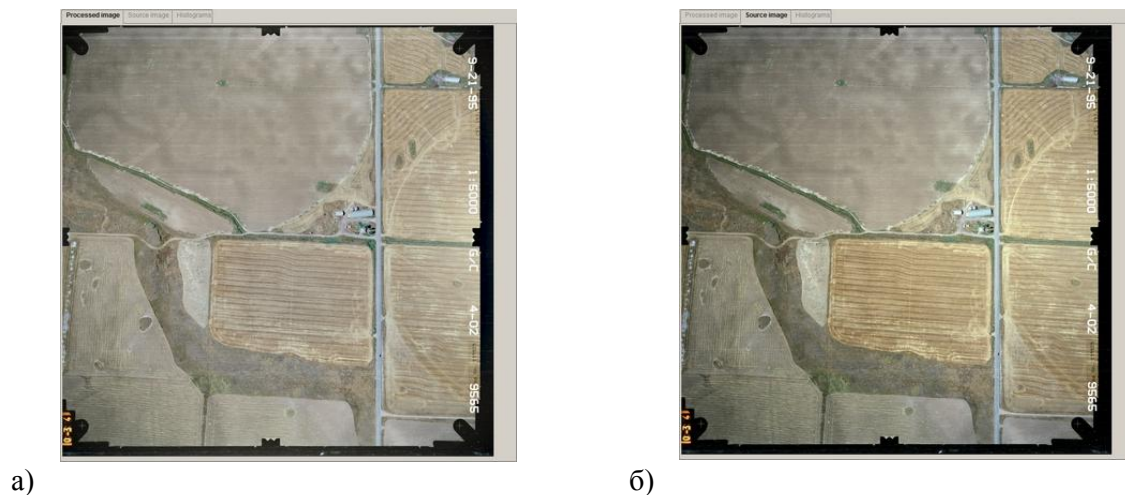 Processed image Source image Histograms
9-21-95 1:5000 G/C 4-02 9565
а)
Processed image Source image Histograms
9-21-95 1:5000 G/C 4-02 9565
б)